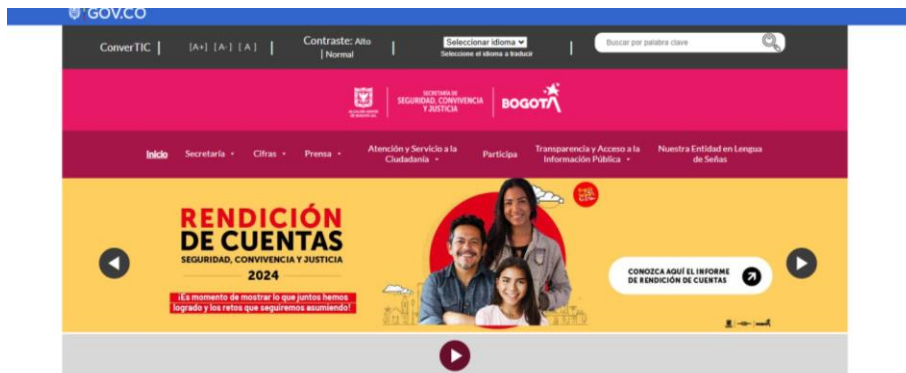 GOV.CO
ConverTIC | [A+] [A-] [A] | Contraste: Alto | Normal | Seleccionar idioma | Buscar por palabra clave
Seleccione el idioma a traducir
SECRETARÍA DE
SEGURIDAD, CONVIVENCIA
Y JUSTICIA
BOGOTÁ
Inicio Secretaría Cifras Prensa Atención y Servicio a la Ciudadanía Participa Transparencia y Acceso a la Información Pública Nuestra Entidad en Lengua de Señas
RENDICIÓN
DE CUENTAS
SEGURIDAD, CONVIVENCIA Y JUSTICIA
2024
¡Es momento de mostrar lo que juntos hemos
logrado y los retos que seguiremos asumiendo!
CONOZCA AQUÍ EL INFORME
DE RENDICIÓN DE CUENTAS